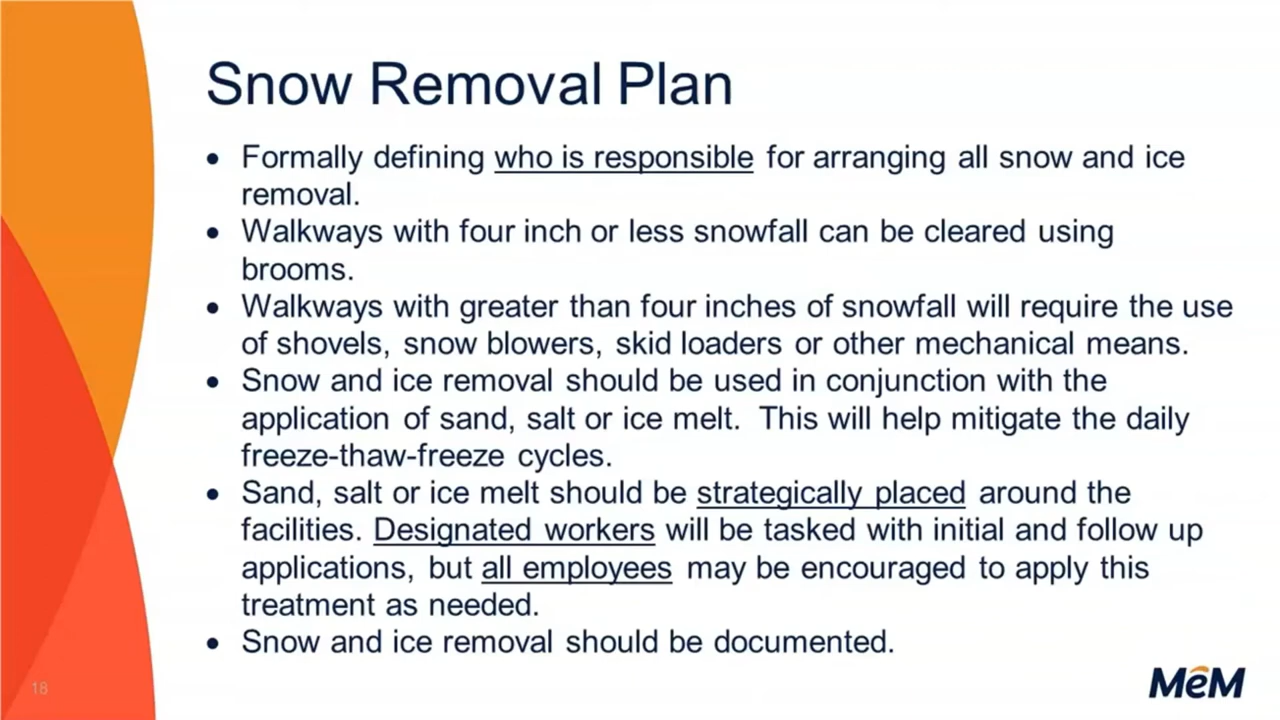 Snow Removal Plan
• Formally defining who is responsible for arranging all snow and ice
removal.
• Walkways with four inch or less snowfall can be cleared using
brooms.
• Walkways with greater than four inches of snowfall will require the use
of shovels, snow blowers, skid loaders or other mechanical means.
• Snow and ice removal should be used in conjunction with the
application of sand, salt or ice melt. This will help mitigate the daily
freeze-thaw-freeze cycles.
• Sand, salt or ice melt should be strategically placed around the
facilities. Designated workers will be tasked with initial and follow up
applications, but all employees may be encouraged to apply this
treatment as needed.
• Snow and ice removal should be documented.
18
MeM